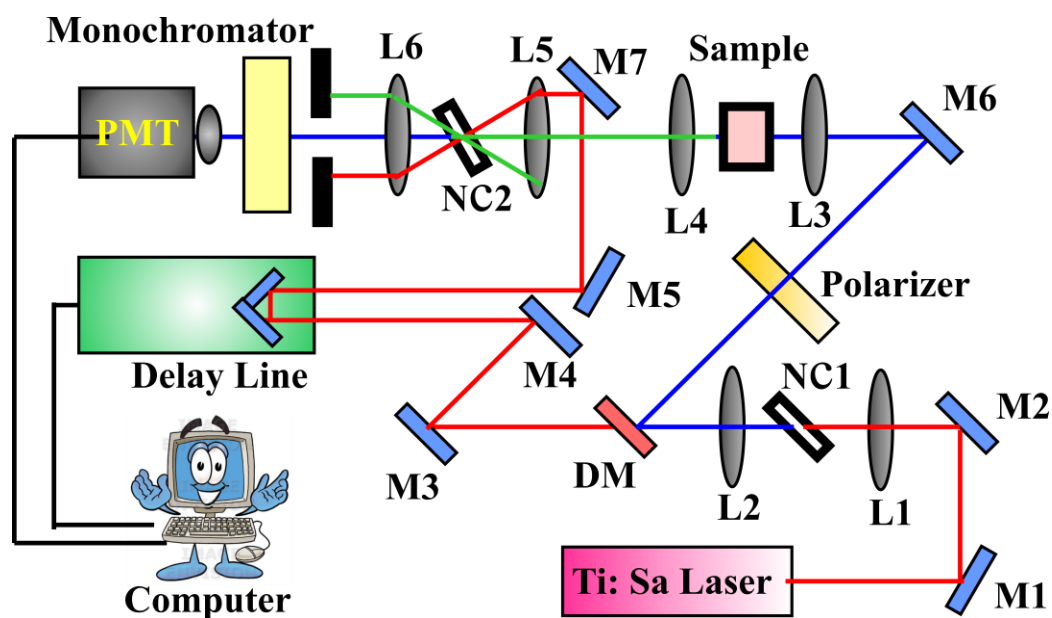 Monochromator
L6
L5
M7
Sample
M6
PMT
NC2
L4
L3
M5
Polarizer
Delay Line
M4
NC1
M2
M3
DM
L2
L1
Ti: Sa Laser
M1
Computer